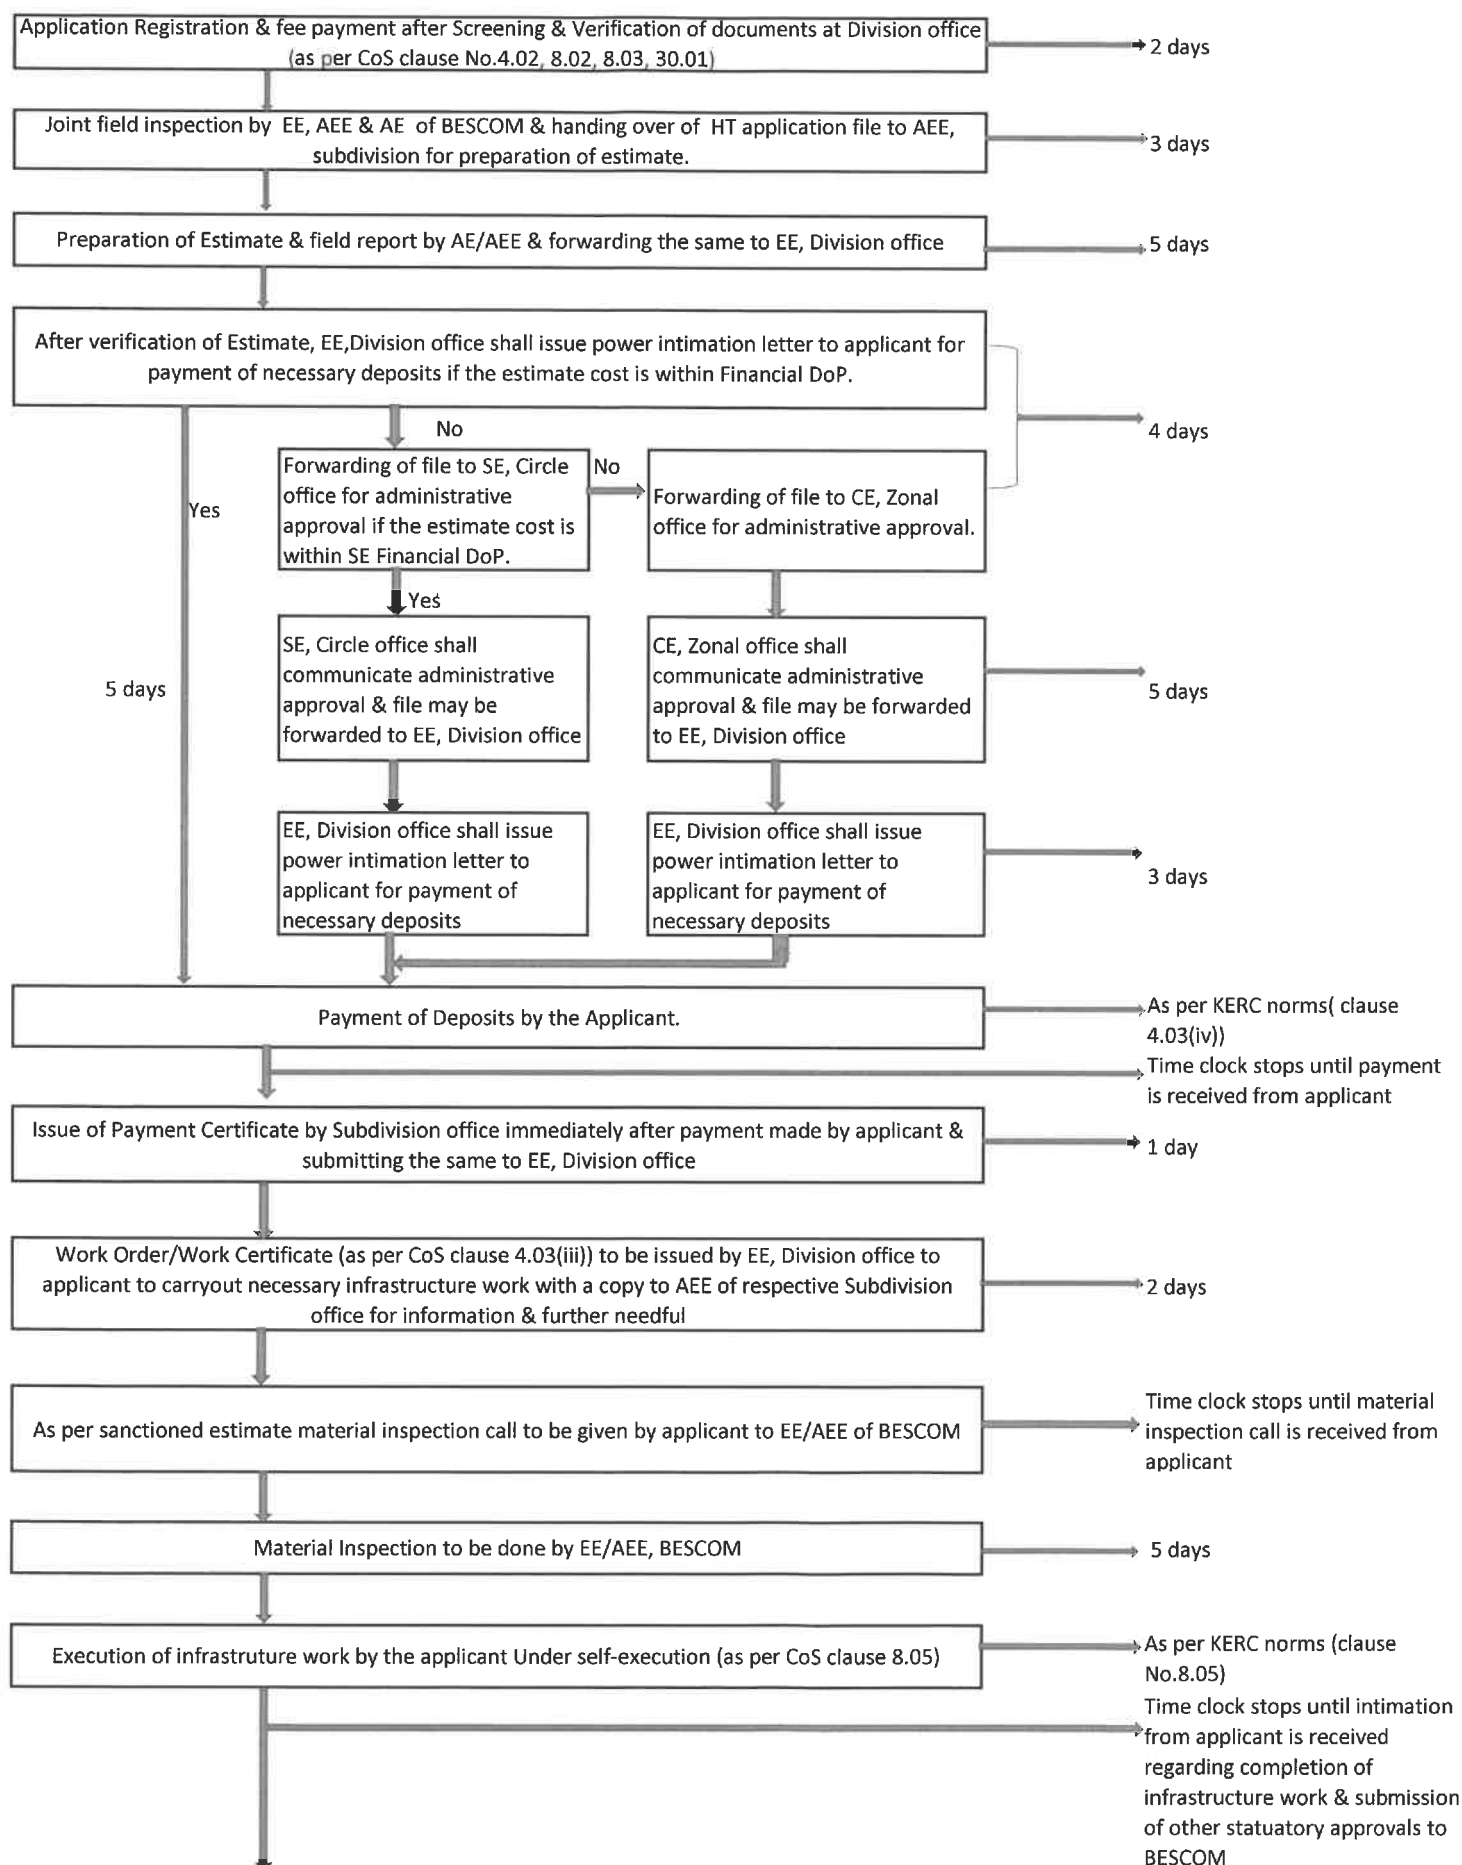 Application Registration & fee payment after Screening & Verification of documents at Division office
(as per CoS clause No.4.02, 8.02, 8.03, 30.01)
2 days
Joint field inspection by EE, AEE & AE of BESCOM & handing over of HT application file to AEE,
subdivision for preparation of estimate.
3 days
Preparation of Estimate & field report by AE/AEE & forwarding the same to EE, Division office
5 days
After verification of Estimate, EE,Division office shall issue power intimation letter to applicant for
payment of necessary deposits if the estimate cost is within Financial DoP.
4 days
No
Yes
5 days
Forwarding of file to SE, Circle
office for administrative
approval if the estimate cost is
within SE Financial DoP.
No
Forwarding of file to CE, Zonal
office for administrative approval.
Yes
SE, Circle office shall
communicate administrative
approval & file may be
forwarded to EE, Division office
CE, Zonal office shall
communicate administrative
approval & file may be forwarded
to EE, Division office
5 days
EE, Division office shall issue
power intimation letter to
applicant for payment of
necessary deposits
EE, Division office shall issue
power intimation letter to
applicant for payment of
necessary deposits
3 days
Payment of Deposits by the Applicant.
As per KERC norms( clause
4.03(iv))
Time clock stops until payment
is received from applicant
Issue of Payment Certificate by Subdivision office immediately after payment made by applicant &
submitting the same to EE, Division office
1 day
Work Order/Work Certificate (as per CoS clause 4.03(iii)) to be issued by EE, Division office to
applicant to carryout necessary infrastructure work with a copy to AEE of respective Subdivision
office for information & further needful
2 days
As per sanctioned estimate material inspection call to be given by applicant to EE/AEE of BESCOM
Time clock stops until material
inspection call is received from
applicant
Material Inspection to be done by EE/AEE, BESCOM
5 days
Execution of infrastruture work by the applicant Under self-execution (as per CoS clause 8.05)
As per KERC norms (clause
No.8.05)
Time clock stops until intimation
from applicant is received
regarding completion of
infrastructure work & submission
of other statuatory approvals to
BESCOM